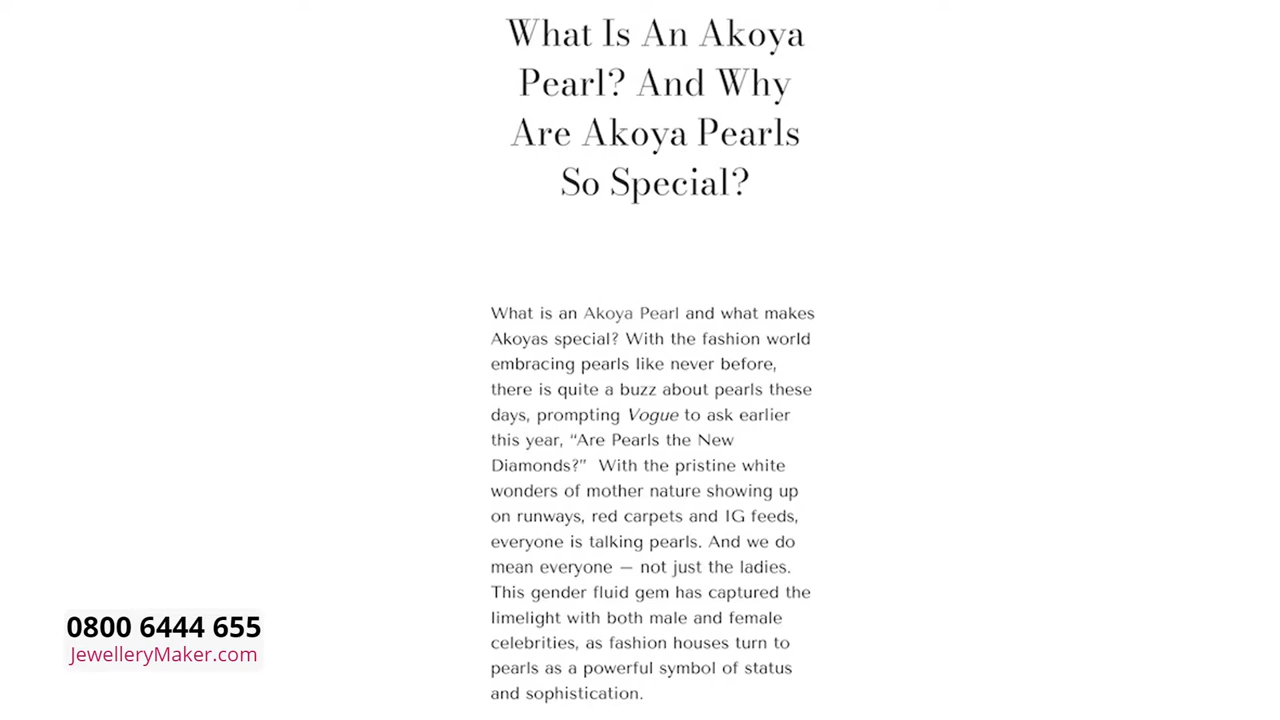 What Is An Akoya
Pearl? And Why
Are Akoya Pearls
So Special?
What is an Akoya Pearl and what makes
Akoyas special? With the fashion world
embracing pearls like never before,
there is quite a buzz about pearls these
days, prompting Vogue to ask earlier
this year, “Are Pearls the New
Diamonds?”  With the pristine white
wonders of mother nature showing up
on runways, red carpets and IG feeds,
everyone is talking pearls. And we do
mean everyone – not just the ladies.
This gender fluid gem has captured the
limelight with both male and female
celebrities, as fashion houses turn to
pearls as a powerful symbol of status
and sophistication.
0800 6444 655
JewelleryMaker.com